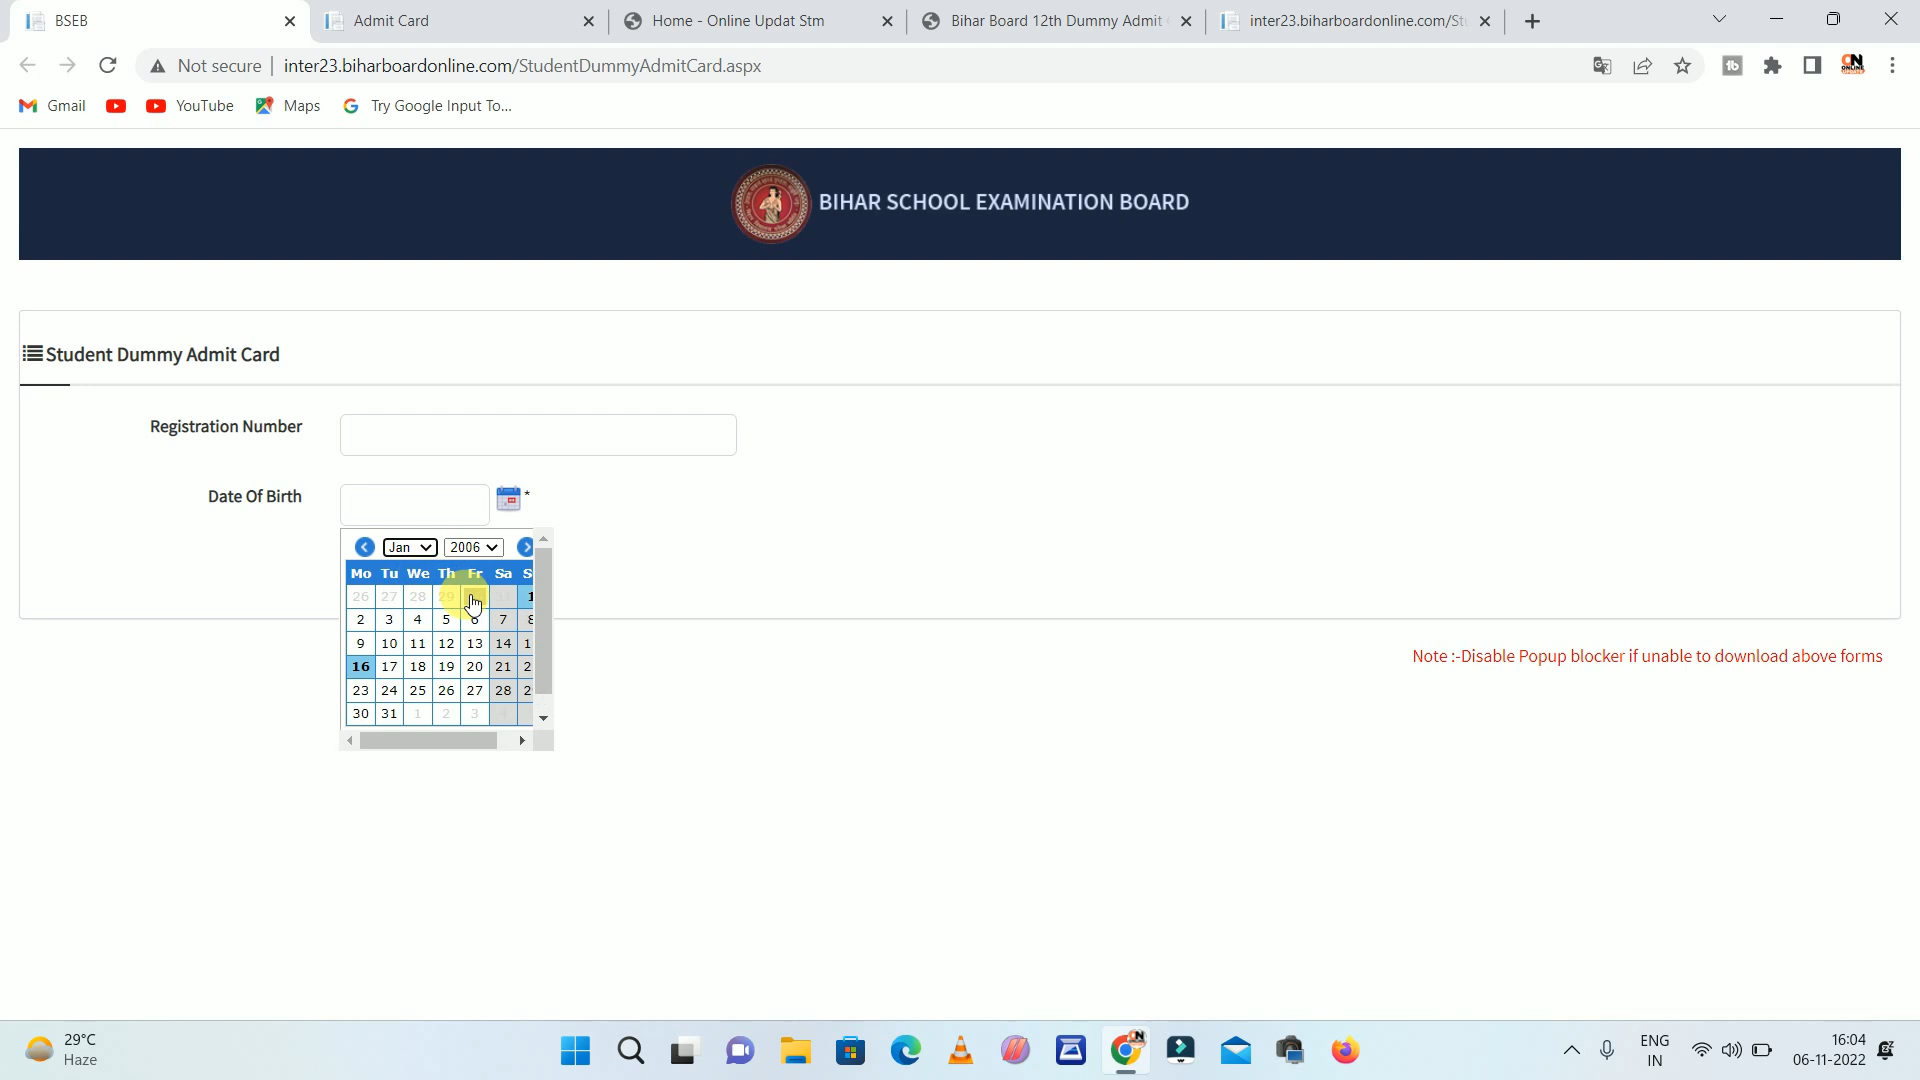 BSEB
Admit Card
Home - Online Updat Stm
Bihar Board 12th Dummy Admit
inter23.biharboardonline.com/St
Not secure
inter23.biharboardonline.com/StudentDummyAdmitCard.aspx
Gmail
YouTube
Maps
Try Google Input To...
BIHAR SCHOOL EXAMINATION BOARD
Student Dummy Admit Card
Registration Number
Date Of Birth
*
Jan 2006
Mo Tu We Th Fr Sa S
26 27 28 29 1
2 3 4 5 6 7 8
9 10 11 12 13 14 1
16 17 18 19 20 21 2
23 24 25 26 27 28 2
30 31 1 2 3
Note :-Disable Popup blocker if unable to download above forms
29°C
Haze
ENG
IN
16:04
06-11-2022